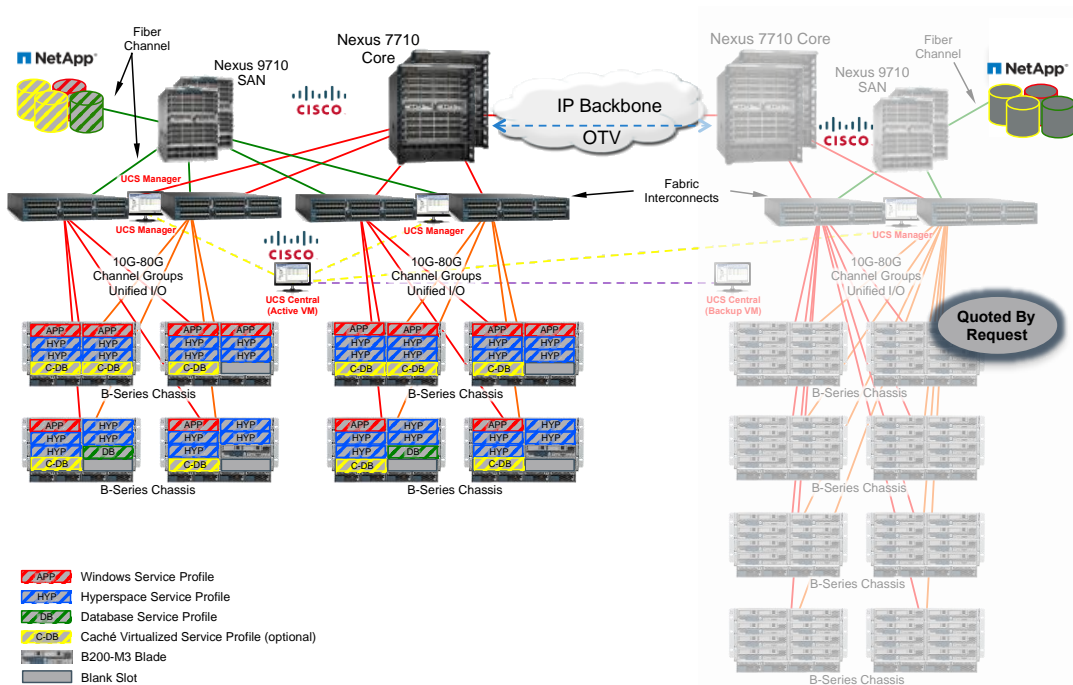 Fiber
Channel
NetApp
Nexus 9710
SAN
Nexus 7710
Core
CISCO
IP Backbone
OTV
Nexus 7710 Core
Nexus 9710
SAN
Fiber
Channel
NetApp
CISCO
UCS Manager
UCS Manager
UCS Manager
Fabric
Interconnects
UCS Manager
CISCO
10G-80G
Channel Groups
Unified I/O
UCS Central
(Active VM)
10G-80G
Channel Groups
Unified I/O
UCS Central
(Backup VM)
10G-80G
Channel Groups
Unified I/O
Quoted By
Request
APP APP APP APP APP APP APP APP
HYP HYP HYP HYP HYP HYP HYP HYP
HYP HYP HYP HYP HYP HYP HYP HYP
C-DB C-DB C-DB C-DB C-DB C-DB
B-Series Chassis B-Series Chassis B-Series Chassis
APP HYP APP HYP APP HYP APP HYP
HYP HYP HYP HYP HYP HYP HYP HYP
HYP DB HYP HYP DB HYP
C-DB C-DB C-DB C-DB
B-Series Chassis B-Series Chassis B-Series Chassis
B-Series Chassis
B-Series Chassis
APP Windows Service Profile
HYP Hyperspace Service Profile
DB Database Service Profile
C-DB Caché Virtualized Service Profile (optional)
B200-M3 Blade
Blank Slot